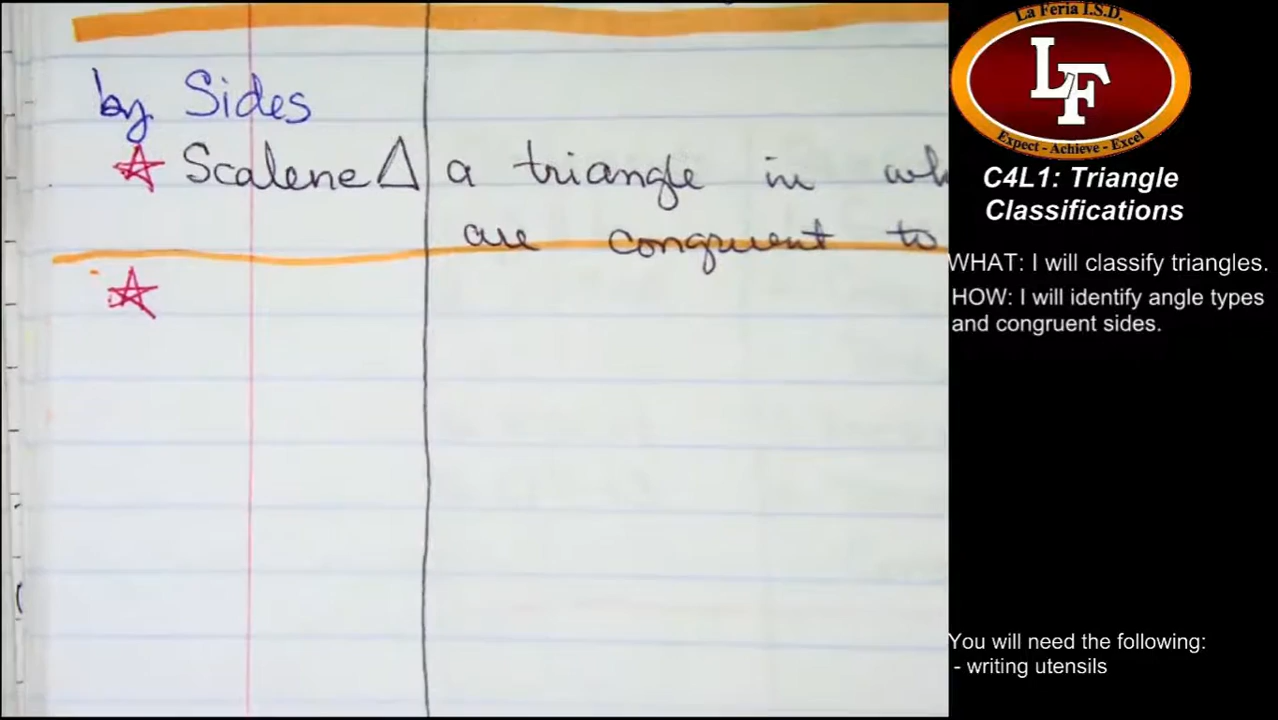 by Sides
Scalene △ a triangle in
are congruent to
La Feria I.S.D.
LF
Expect - Achieve - Excel
C4L1: Triangle
Classifications
WHAT: I will classify triangles.
HOW: I will identify angle types
and congruent sides.
You will need the following:
- writing utensils